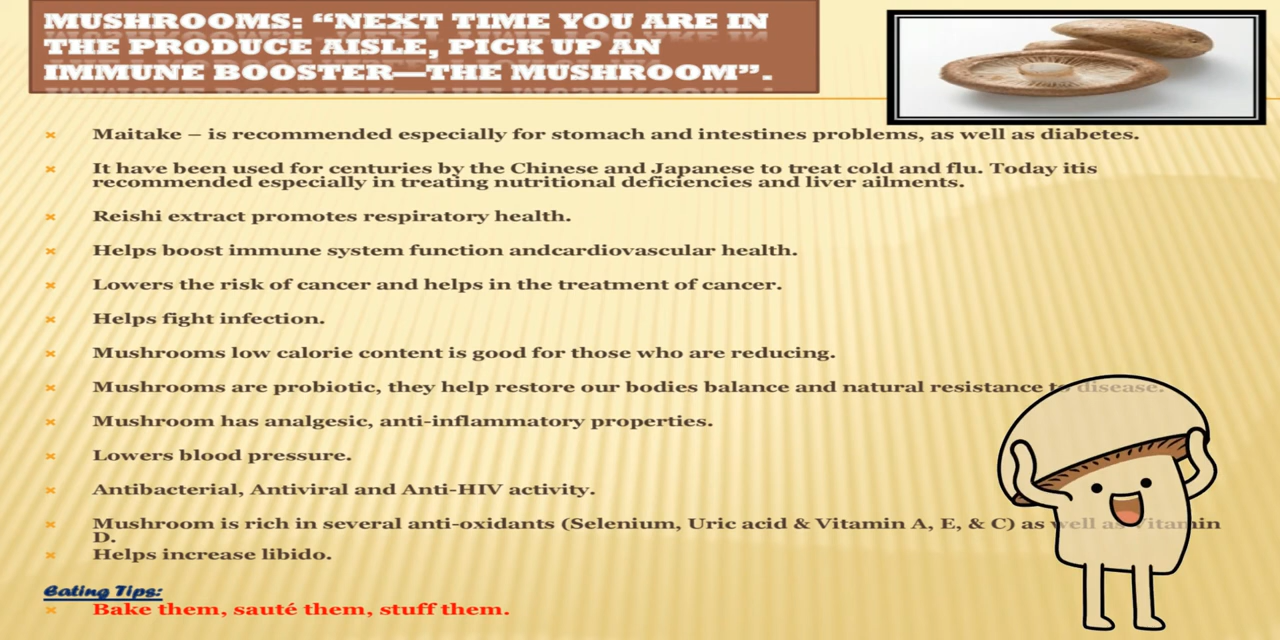 MUSHROOMS: “NEXT TIME YOU ARE IN
THE PRODUCE AISLE, PICK UP AN
IMMUNE BOOSTER—THE MUSHROOM”.
Maitake – is recommended especially for stomach and intestines problems, as well as diabetes.
It have been used for centuries by the Chinese and Japanese to treat cold and flu. Today itis
recommended especially in treating nutritional deficiencies and liver ailments.
Reishi extract promotes respiratory health.
Helps boost immune system function andcardiovascular health.
Lowers the risk of cancer and helps in the treatment of cancer.
Helps fight infection.
Mushrooms low calorie content is good for those who are reducing.
Mushrooms are probiotic, they help restore our bodies balance and natural resistance to disease.
Mushroom has analgesic, anti-inflammatory properties.
Lowers blood pressure.
Antibacterial, Antiviral and Anti-HIV activity.
Mushroom is rich in several anti-oxidants (Selenium, Uric acid & Vitamin A, E, & C) as well as Vitamin
D.
Helps increase libido.
Eating Tips:
Bake them, sauté them, stuff them.